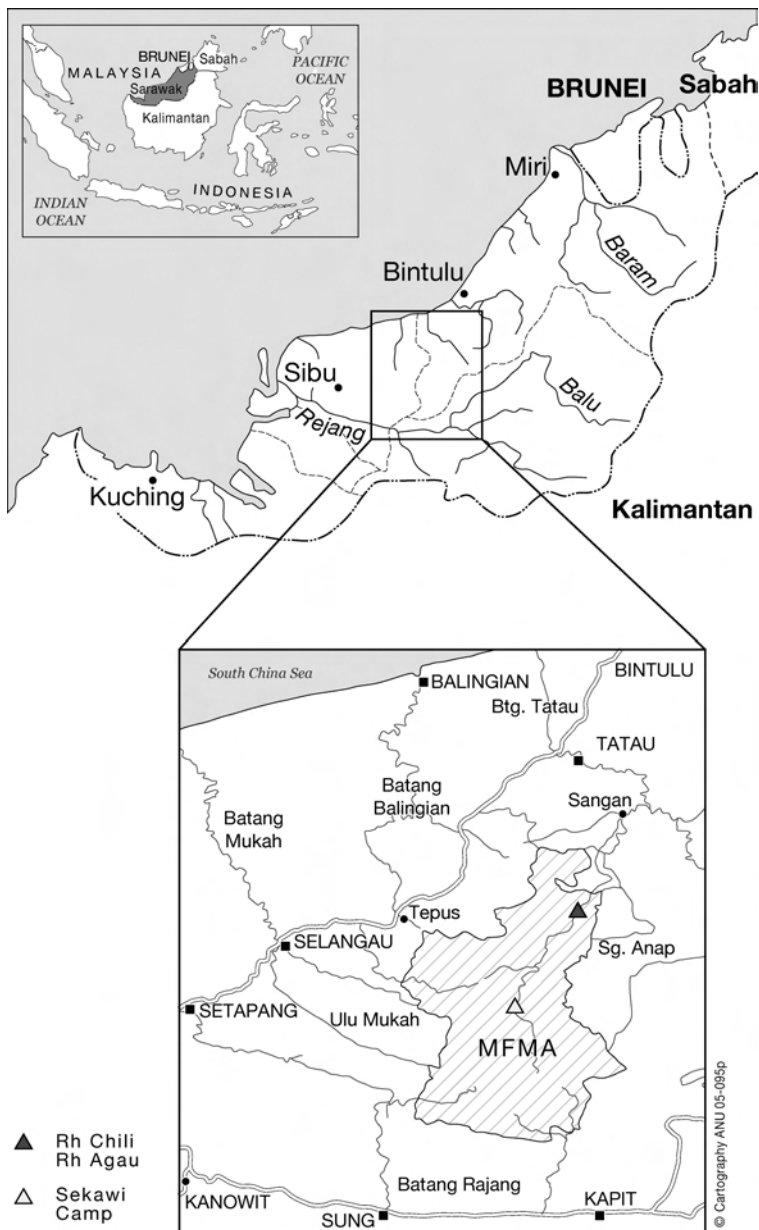 BRUNEI
Sabah
PACIFIC
OCEAN
MALAYSIA
Sarawak
Kalimantan
INDIAN
OCEAN
INDONESIA
BRUNEI
Sabah
Miri
Baram
Bintulu
Sibu
Balu
Rejang
Kuching
Kalimantan
South China Sea
BINTULU
BALINGIAN
Btg. Tatau
TATAU
Batang
Balingian
Sangan
Batang
Mukah
Tepus
SELANGAU
Sg. Anap
SETAPANG
Ulu Mukah
MFMA
Rh Chili
Rh Agau
Sekawi
Camp
Batang Rajang
KANOWIT
SUNG
KAPIT
© Cartography ANU 05-095p